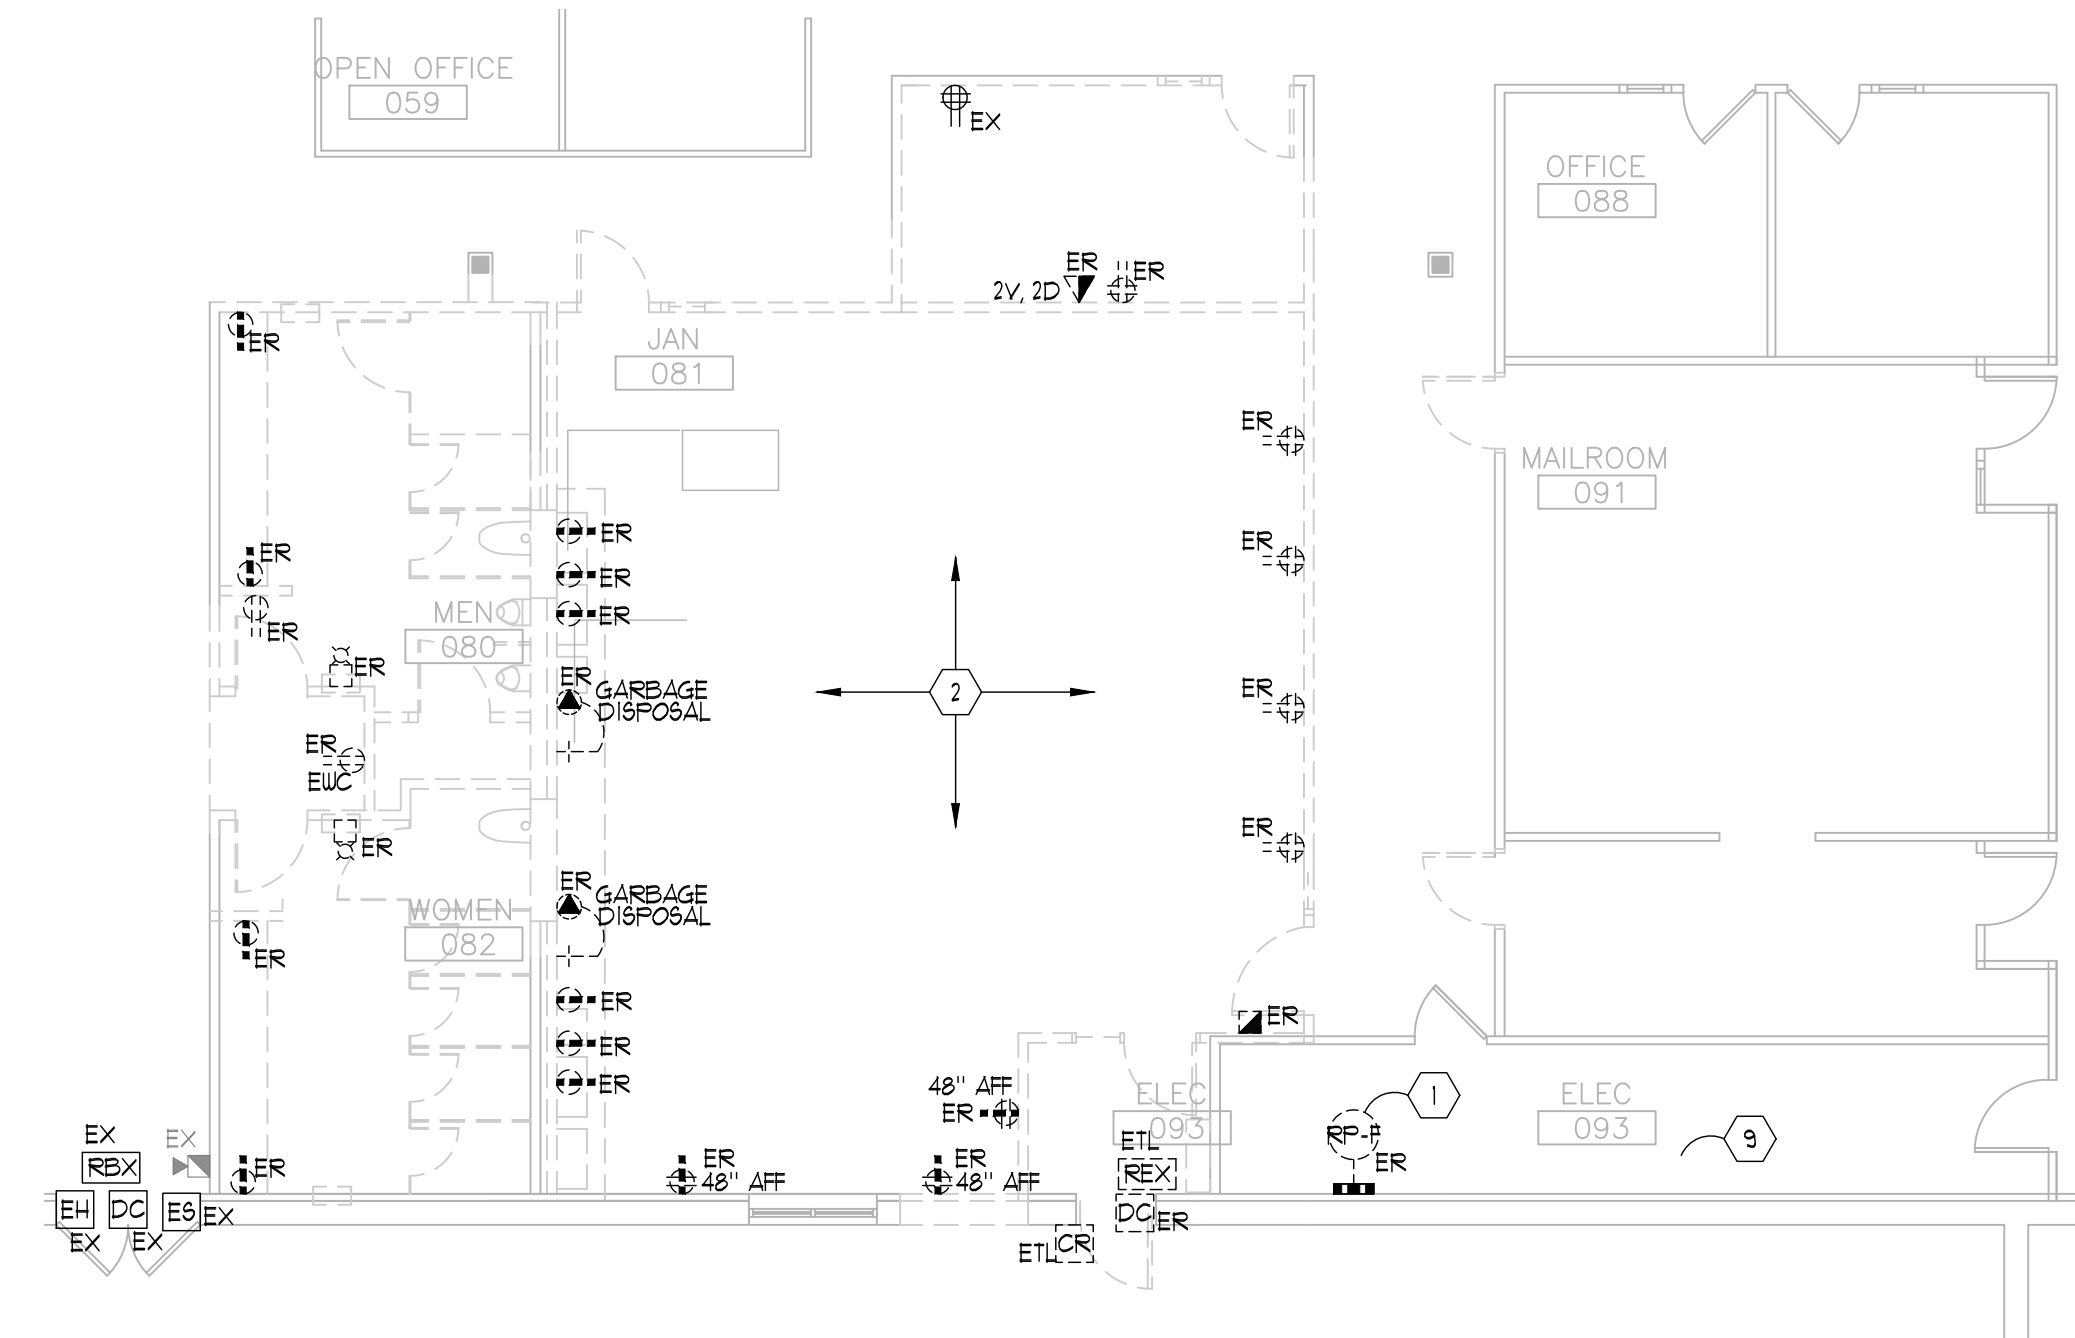 OPEN OFFICE
059
EX
OFFICE
088
ER
ER
2V, 2D
JAN
081
ER
ER
MAILROOM
091
ER
ER
ER
ER
ER
ER
MEN
080
ER
ER
ER
ER
GARBAGE
DISPOSAL
2
ER
ER
EWC
ER
ER
ER
GARBAGE
DISPOSAL
WOMEN
082
ER
ER
ER
ER
ER
48" AFF
ER
ELEC
093
ELEC
093
1
RP-4
ER
9
EX
RBX
EX
ER
ER
48" AFF
ER
48" AFF
ETL
REX
EH
DC
ES
EX
EX
EX
DC
ER
ETL
CR